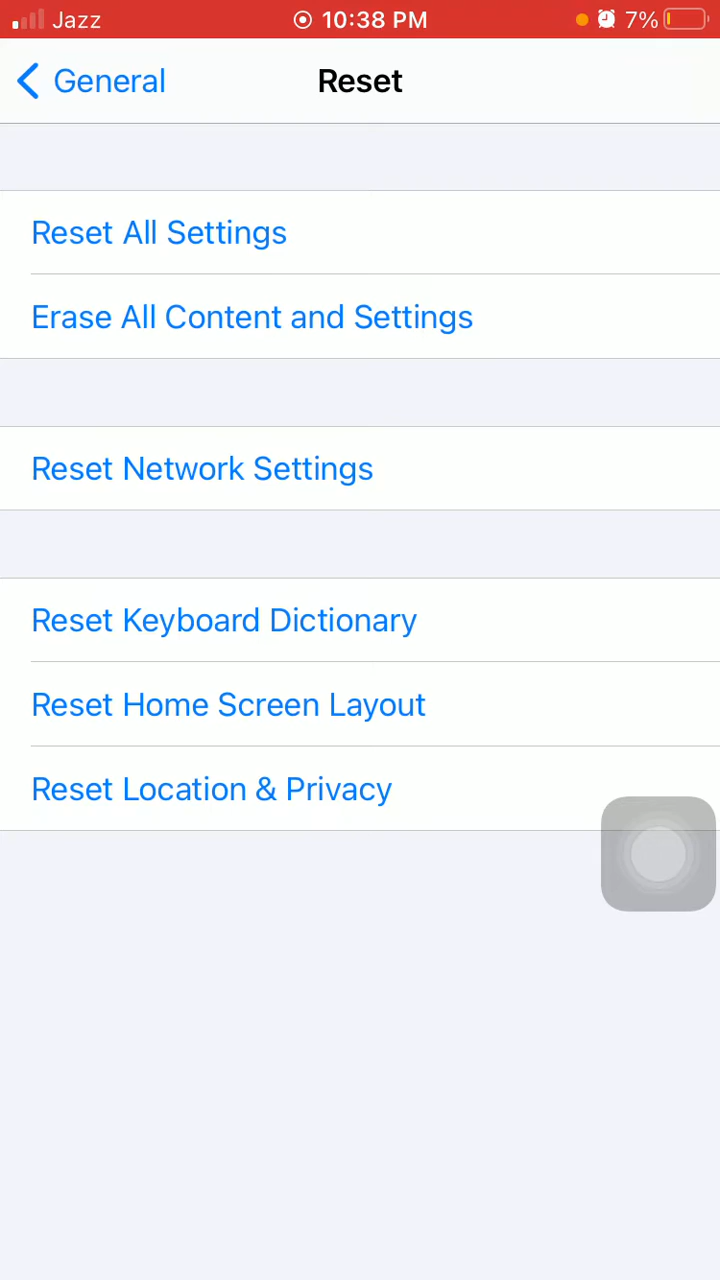 Jazz 10:38 PM 7%
General Reset
Reset All Settings
Erase All Content and Settings
Reset Network Settings
Reset Keyboard Dictionary
Reset Home Screen Layout
Reset Location & Privacy